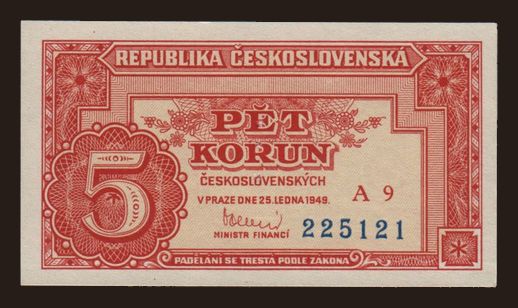 REPUBLIKA ČESKOSLOVENSKÁ
PĚT
KORUN
ČESKOSLOVENSKÝCH
5
A 9
V PRAZE DNE 25. LEDNA 1949.
MINISTR FINANCÍ
225121
PADĚLÁNÍ SE TRESTÁ PODLE ZÁKONA